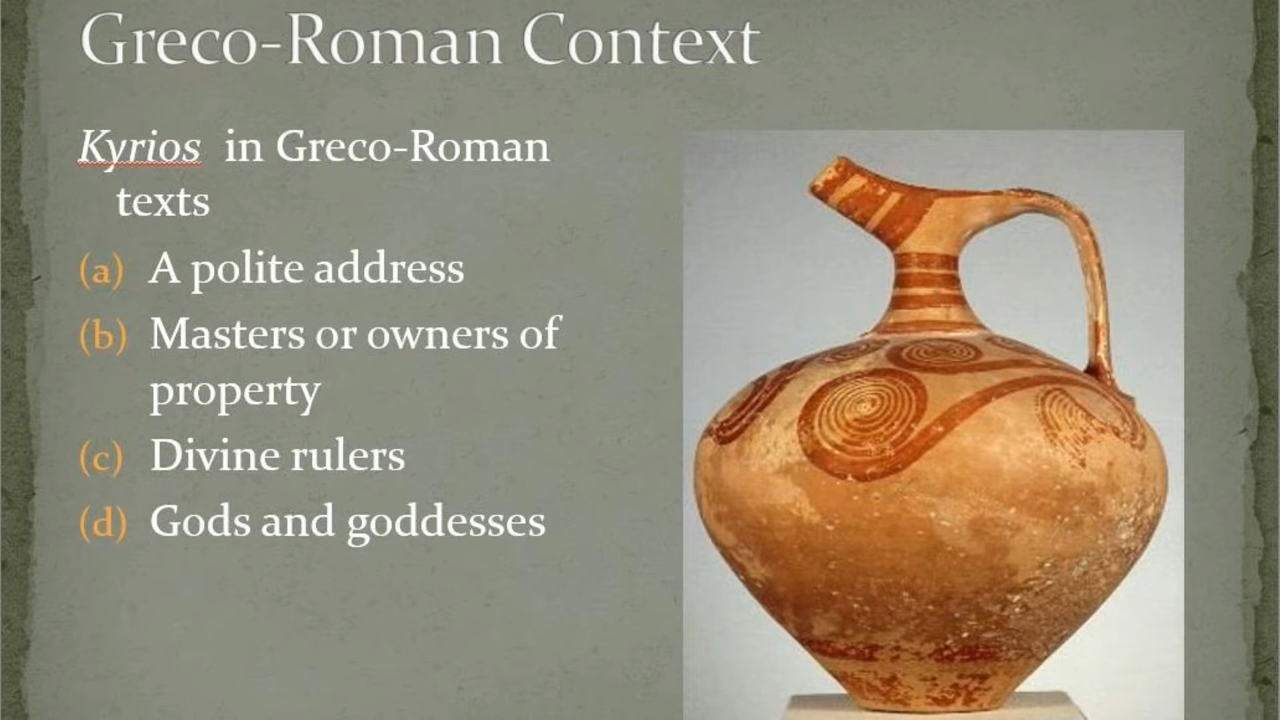 Greco-Roman Context
Kyrios in Greco-Roman
texts
(a) A polite address
(b) Masters or owners of
property
(c) Divine rulers
(d) Gods and goddesses